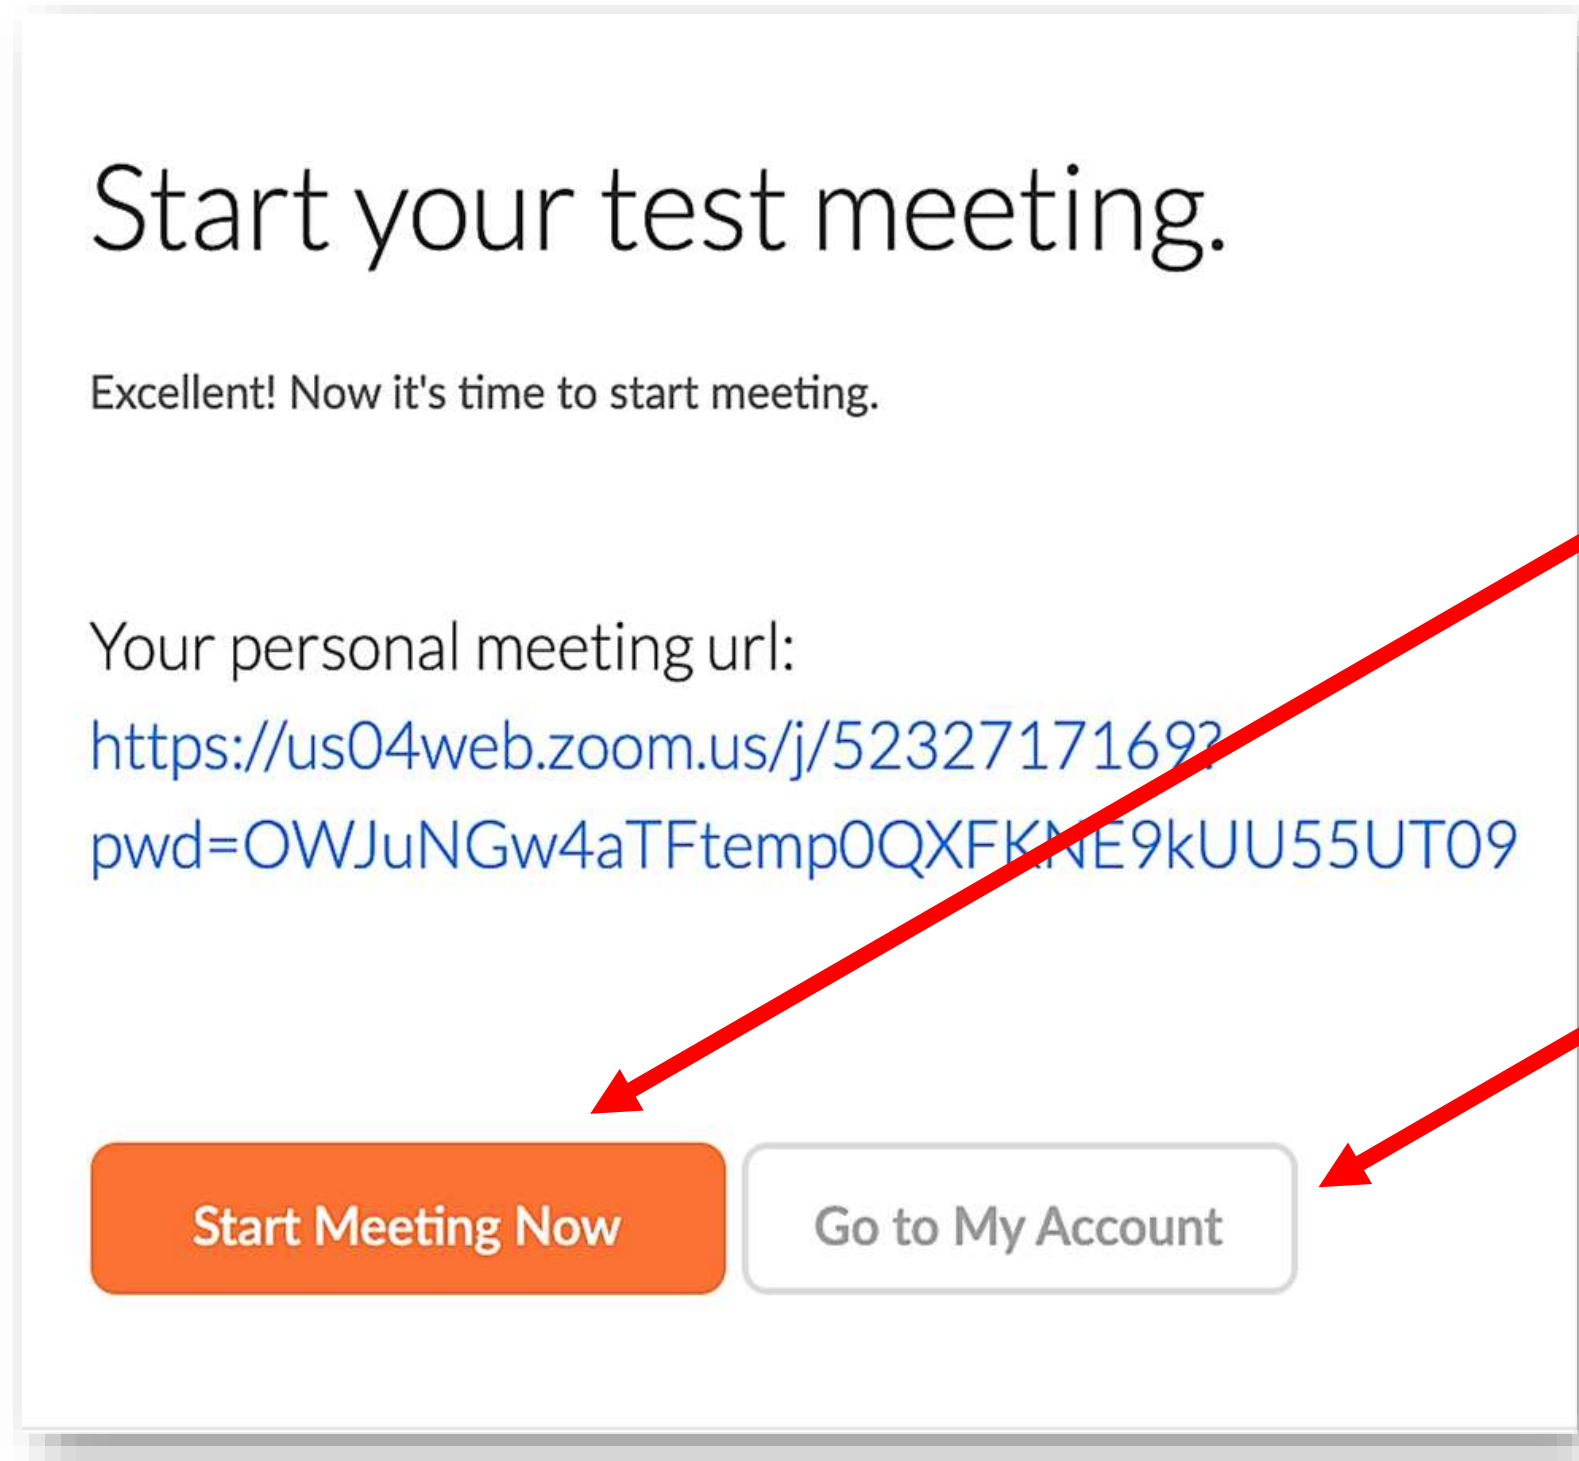 Start your test meeting.
Excellent! Now it's time to start meeting.
Your personal meeting url:
https://us04web.zoom.us/j/5232717169?
pwd=OWJuNGw4aTFtemp0QXFKNE9kUU55UT09
Start Meeting Now
Go to My Account